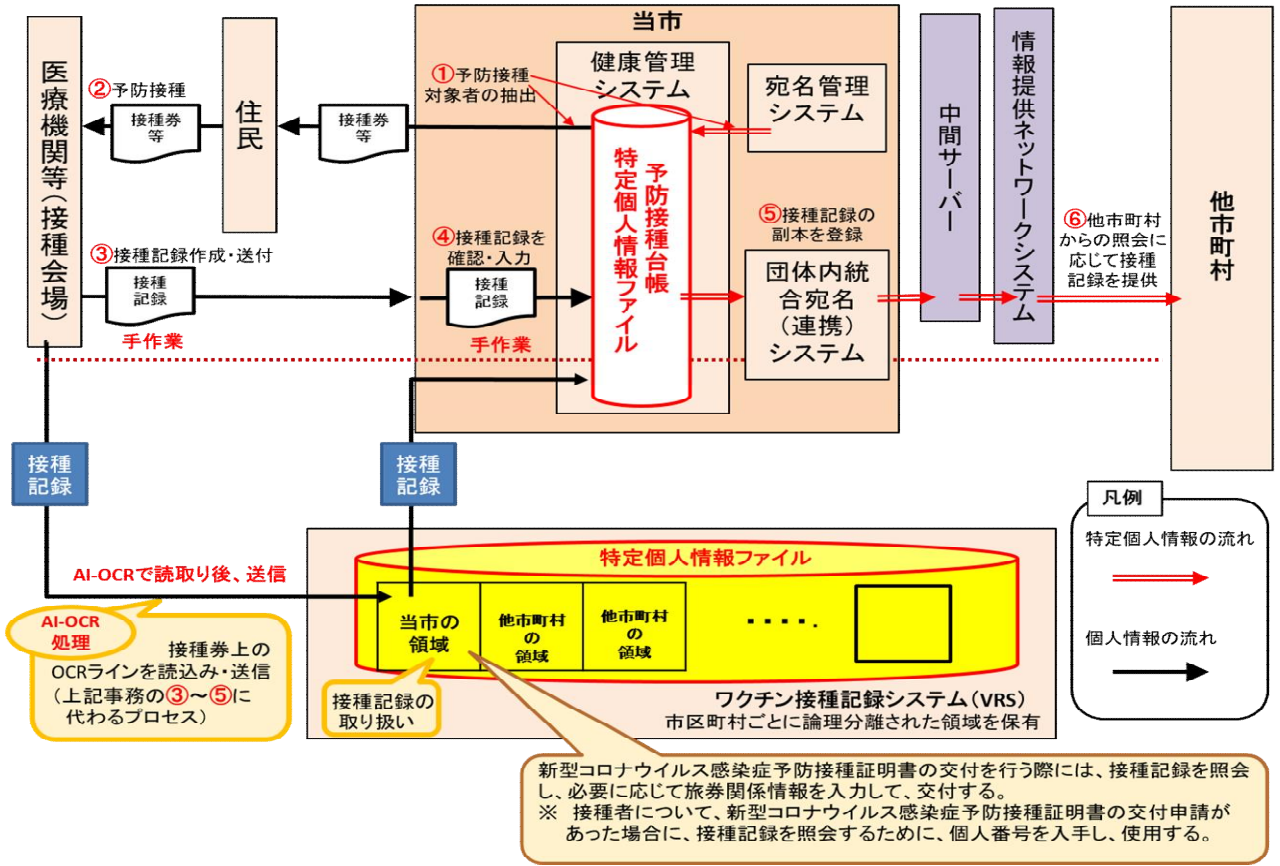 当市
医療機関等(接種会場)
②予防接種
接種券
等
住民
接種券
等
①予防接種
対象者の抽出
健康管理
システム
宛名管理
システム
予防接種台帳
特定個人情報ファイル
中間サーバー
情報提供ネットワークシステム
他市町村
③接種記録作成・送付
接種
記録
手作業
④接種記録を
確認・入力
接種
記録
手作業
⑤接種記録の
副本を登録
団体内統
合宛名
(連携)
システム
⑥他市町村
からの照会に
応じて接種
記録を提供
接種
記録
接種
記録
AI-OCRで読取り後、送信
AI-OCR
処理
接種券上の
OCRラインを読込み・送信
(上記事務の③~⑤に
代わるプロセス)
特定個人情報ファイル
当市の
領域
他市町村
の
領域
他市町村
の
領域
・・・・.
接種記録の
取り扱い
ワクチン接種記録システム(VRS)
市区町村ごとに論理分離された領域を保有
凡例
特定個人情報の流れ
個人情報の流れ
新型コロナウイルス感染症予防接種証明書の交付を行う際には、接種記録を照会
し、必要に応じて旅券関係情報を入力して、交付する。
※ 接種者について、新型コロナウイルス感染症予防接種証明書の交付申請が
あった場合に、接種記録を照会するために、個人番号を入手し、使用する。